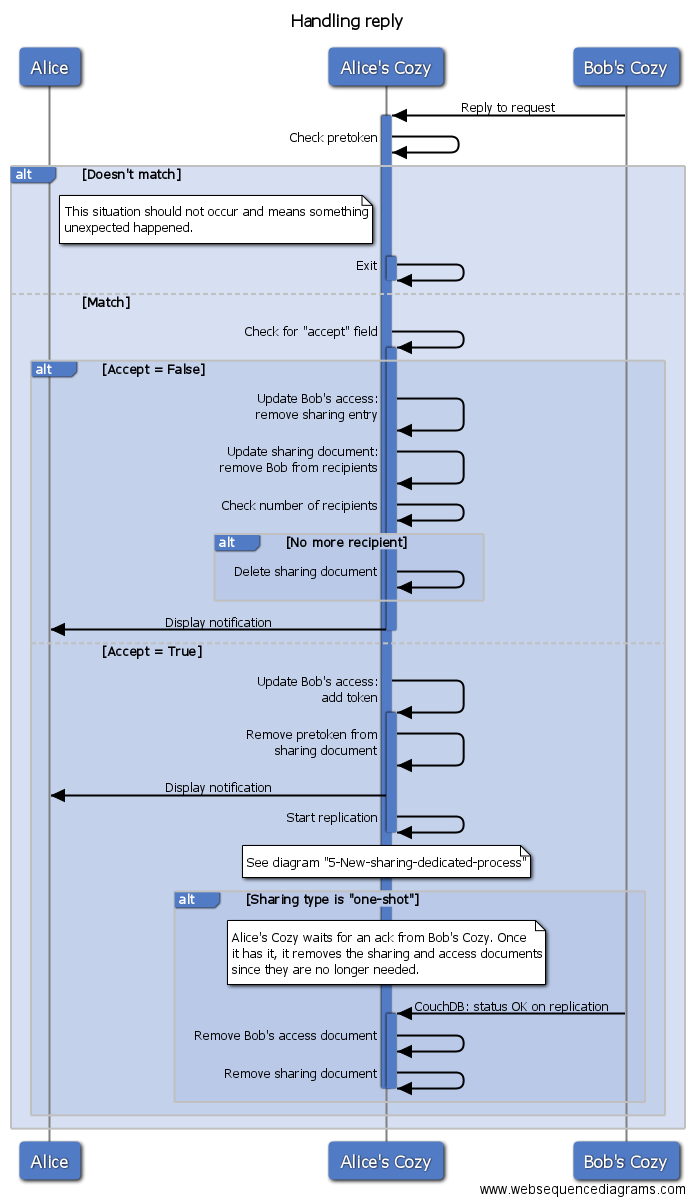 Handling reply
Alice
Alice's Cozy
Bob's Cozy
Reply to request
Check pretoken
alt
[Doesn't match]
This situation should not occur and means something
unexpected happened.
Exit
[Match]
Check for "accept" field
alt
[Accept = False]
Update Bob's access:
remove sharing entry
Update sharing document:
remove Bob from recipients
Check number of recipients
alt
[No more recipient]
Delete sharing document
Display notification
[Accept = True]
Update Bob's access:
add token
Remove pretoken from
sharing document
Display notification
Start replication
See diagram "5-New-sharing-dedicated-process"
alt
[Sharing type is "one-shot"]
Alice's Cozy waits for an ack from Bob's Cozy. Once
it has it, it removes the sharing and access documents
since they are no longer needed.
CouchDB: status OK on replication
Remove Bob's access document
Remove sharing document
Alice
Alice's Cozy
Bob's Cozy
www.websequencediagrams.com